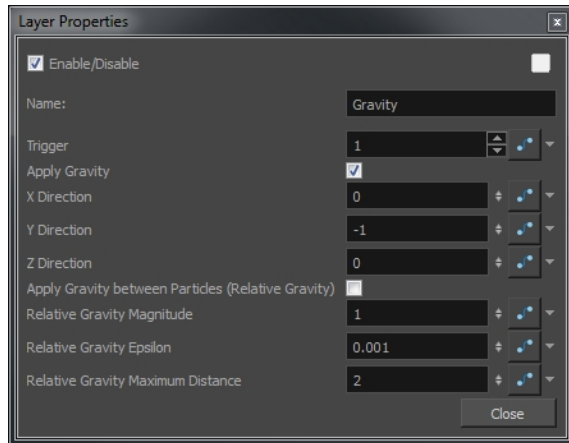 Layer Properties
Enable/Disable
Name: Gravity
Trigger 1
Apply Gravity
X Direction 0
Y Direction -1
Z Direction 0
Apply Gravity between Particles (Relative Gravity)
Relative Gravity Magnitude 1
Relative Gravity Epsilon 0.001
Relative Gravity Maximum Distance 2
Close